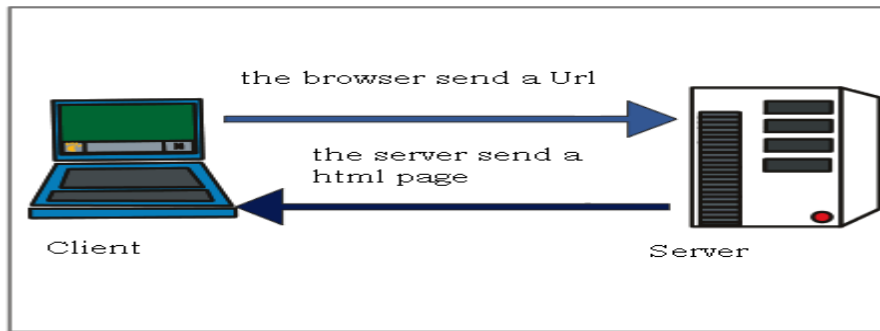 the browser send a Url
the server send a
html page
Client
Server